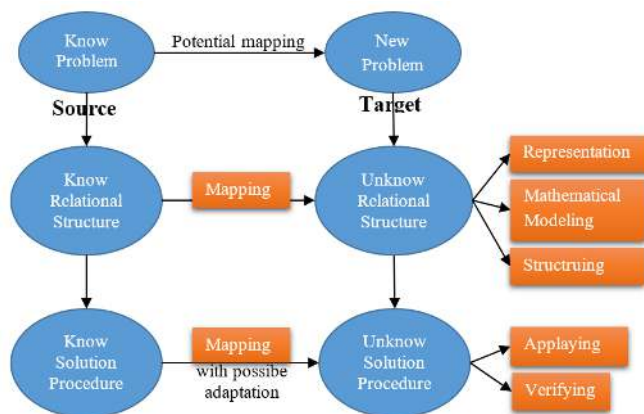 Know
Problem
Potential mapping
New
Problem
Source
Target
Know
Relational
Structure
Mapping
Unknow
Relational
Structure
Representation
Mathematical
Modeling
Structruing
Know
Solution
Procedure
Mapping
with possibe
adaptation
Unknow
Solution
Procedure
Applaying
Verifying